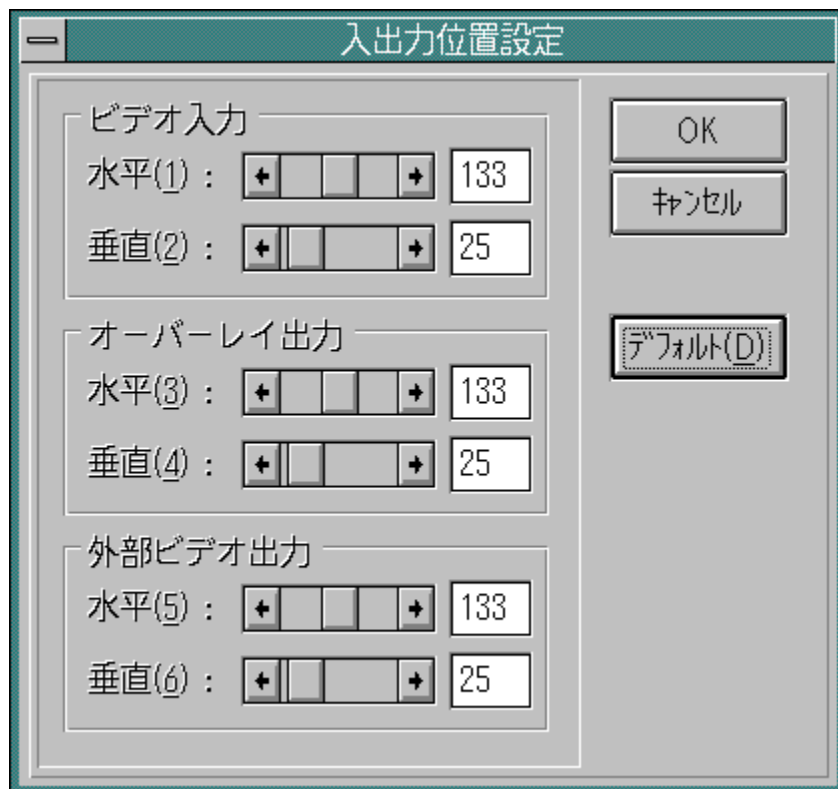 入出力位置設定
ビデオ入力
水平(1) : 133
垂直(2) : 25
オーバーレイ出力
水平(3) : 133
垂直(4) : 25
外部ビデオ出力
水平(5) : 133
垂直(6) : 25
OK
キャンセル
デフォルト(D)